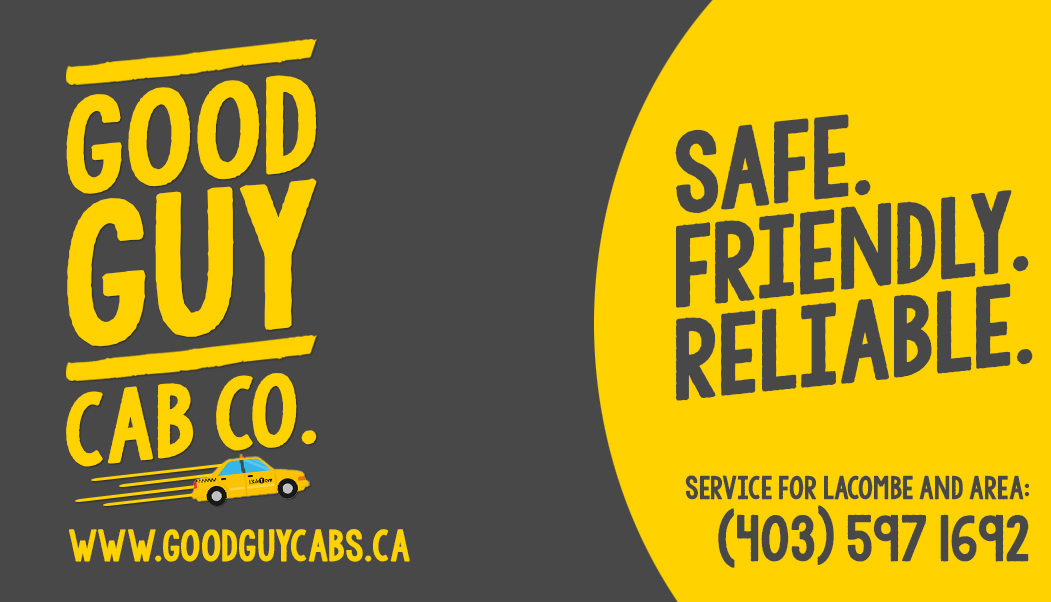 GOOD
GUY
CAB CO.
WWW.GOODGUYCABS.CA
SAFE.
FRIENDLY.
RELIABLE.
SERVICE FOR LACOMBE AND AREA:
(403) 597 1692